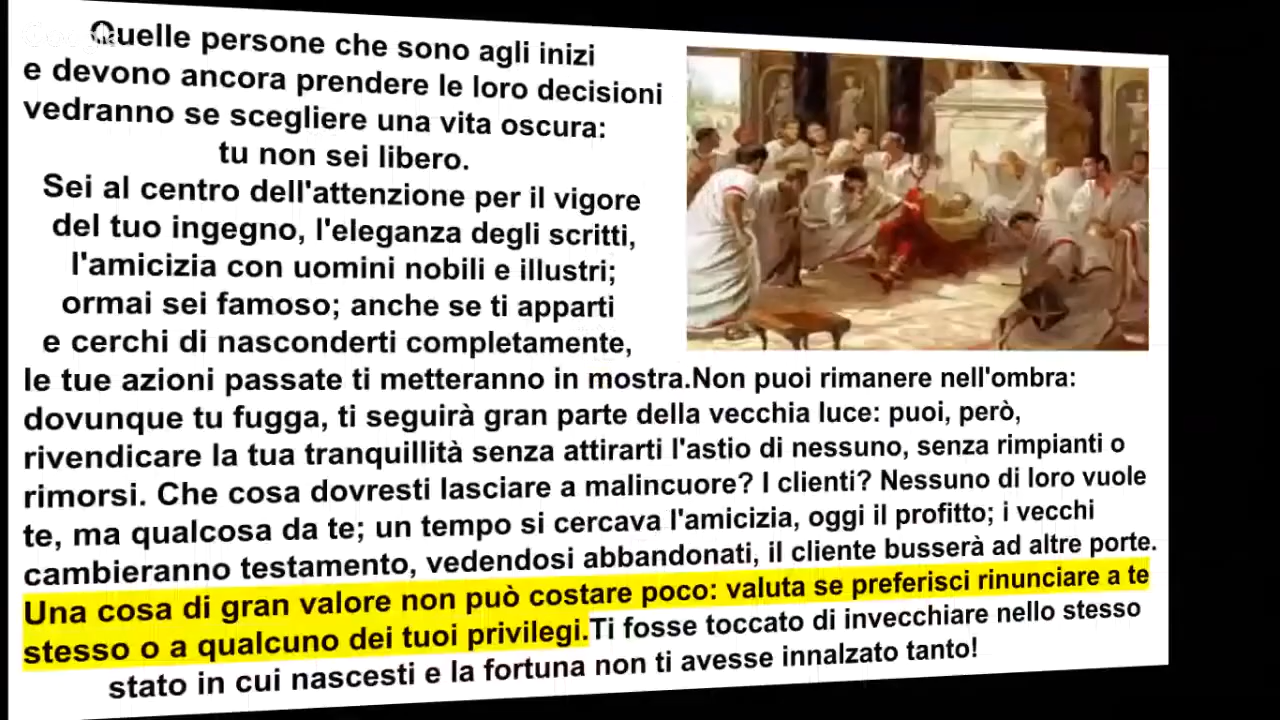 Google
Quelle persone che sono agli inizi
e devono ancora prendere le loro decisioni
vedranno se scegliere una vita oscura:
tu non sei libero.
Sei al centro dell'attenzione per il vigore
del tuo ingegno, l'eleganza degli scritti,
l'amicizia con uomini nobili e illustri;
ormai sei famoso; anche se ti apparti
e cerchi di nasconderti completamente,
le tue azioni passate ti metteranno in mostra.Non puoi rimanere nell'ombra:
dovunque tu fugga, ti seguirà gran parte della vecchia luce: puoi, però,
rivendicare la tua tranquillità senza attirarti l'astio di nessuno, senza rimpianti o
rimorsi. Che cosa dovresti lasciare a malincuore? I clienti? Nessuno di loro vuole
te, ma qualcosa da te; un tempo si cercava l'amicizia, oggi il profitto; i vecchi
cambieranno testamento, vedendosi abbandonati, il cliente busserà ad altre porte.
Una cosa di gran valore non può costare poco: valuta se preferisci rinunciare a te
stesso o a qualcuno dei tuoi privilegi.Ti fosse toccato di invecchiare nello stesso
stato in cui nascesti e la fortuna non ti avesse innalzato tanto!